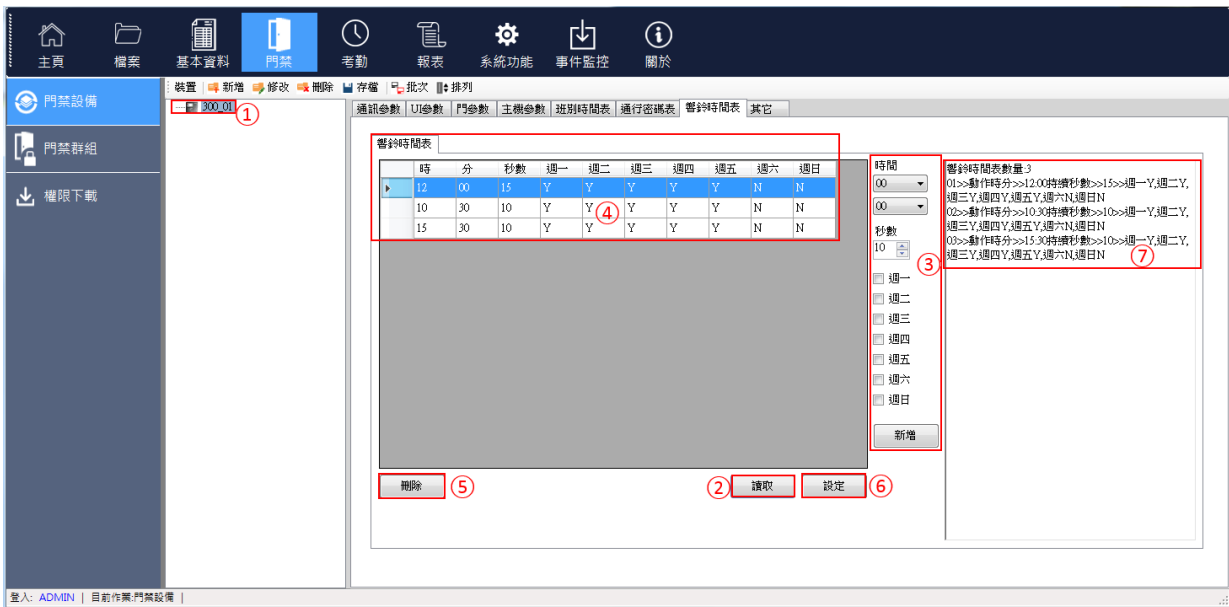 主頁 檔案 基本資料 門禁 考勤 報表 系統功能 事件監控 關於
門禁設備
門禁群組
權限下載
裝置 新增 修改 刪除 存檔 批次 排列
300_01 ①
通訊參數 UI參數 門參數 主機參數 班別時間表 通行密碼表 響鈴時間表 其它
響鈴時間表
時 分 秒數 週一 週二 週三 週四 週五 週六 週日
12 00 15 Y Y Y Y Y N N
10 30 10 Y Y Y Y Y N N
15 30 10 Y Y Y Y Y N N
④
時間
00
00
秒數
10
③
週一
週二
週三
週四
週五
週六
週日
新增
響鈴時間表數量:3
01>>動作時分>>12:00持續秒數>>15>>週一Y,週二Y,
週三Y,週四Y,週五Y,週六N,週日N
02>>動作時分>>10:30持續秒數>>10>>週一Y,週二Y,
週三Y,週四Y,週五Y,週六N,週日N
03>>動作時分>>15:30持續秒數>>10>>週一Y,週二Y,
週三Y,週四Y,週五Y,週六N,週日N
⑦
刪除 ⑤ ② 讀取 設定 ⑥
登入: ADMIN | 目前作業:門禁設備 |